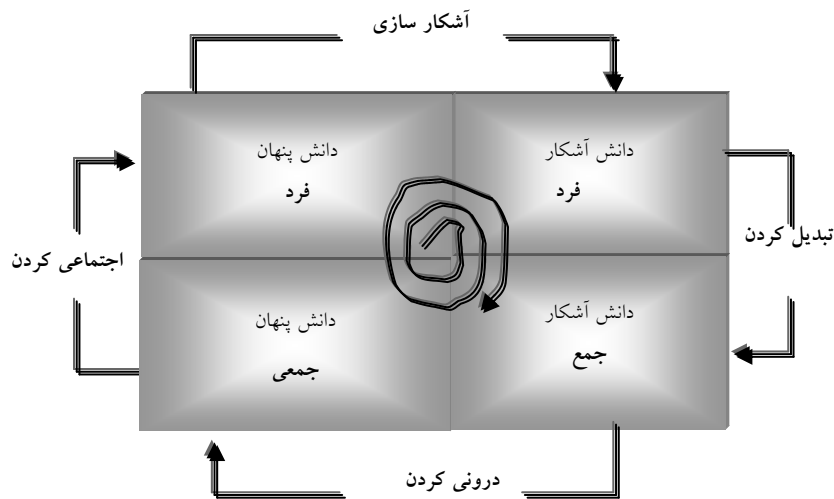 آشکار سازی
دانش آشکار
فرد
دانش پنهان
فرد
تبدیل کردن
اجتماعی کردن
دانش آشکار
جمع
دانش پنهان
جمعی
درونی کردن